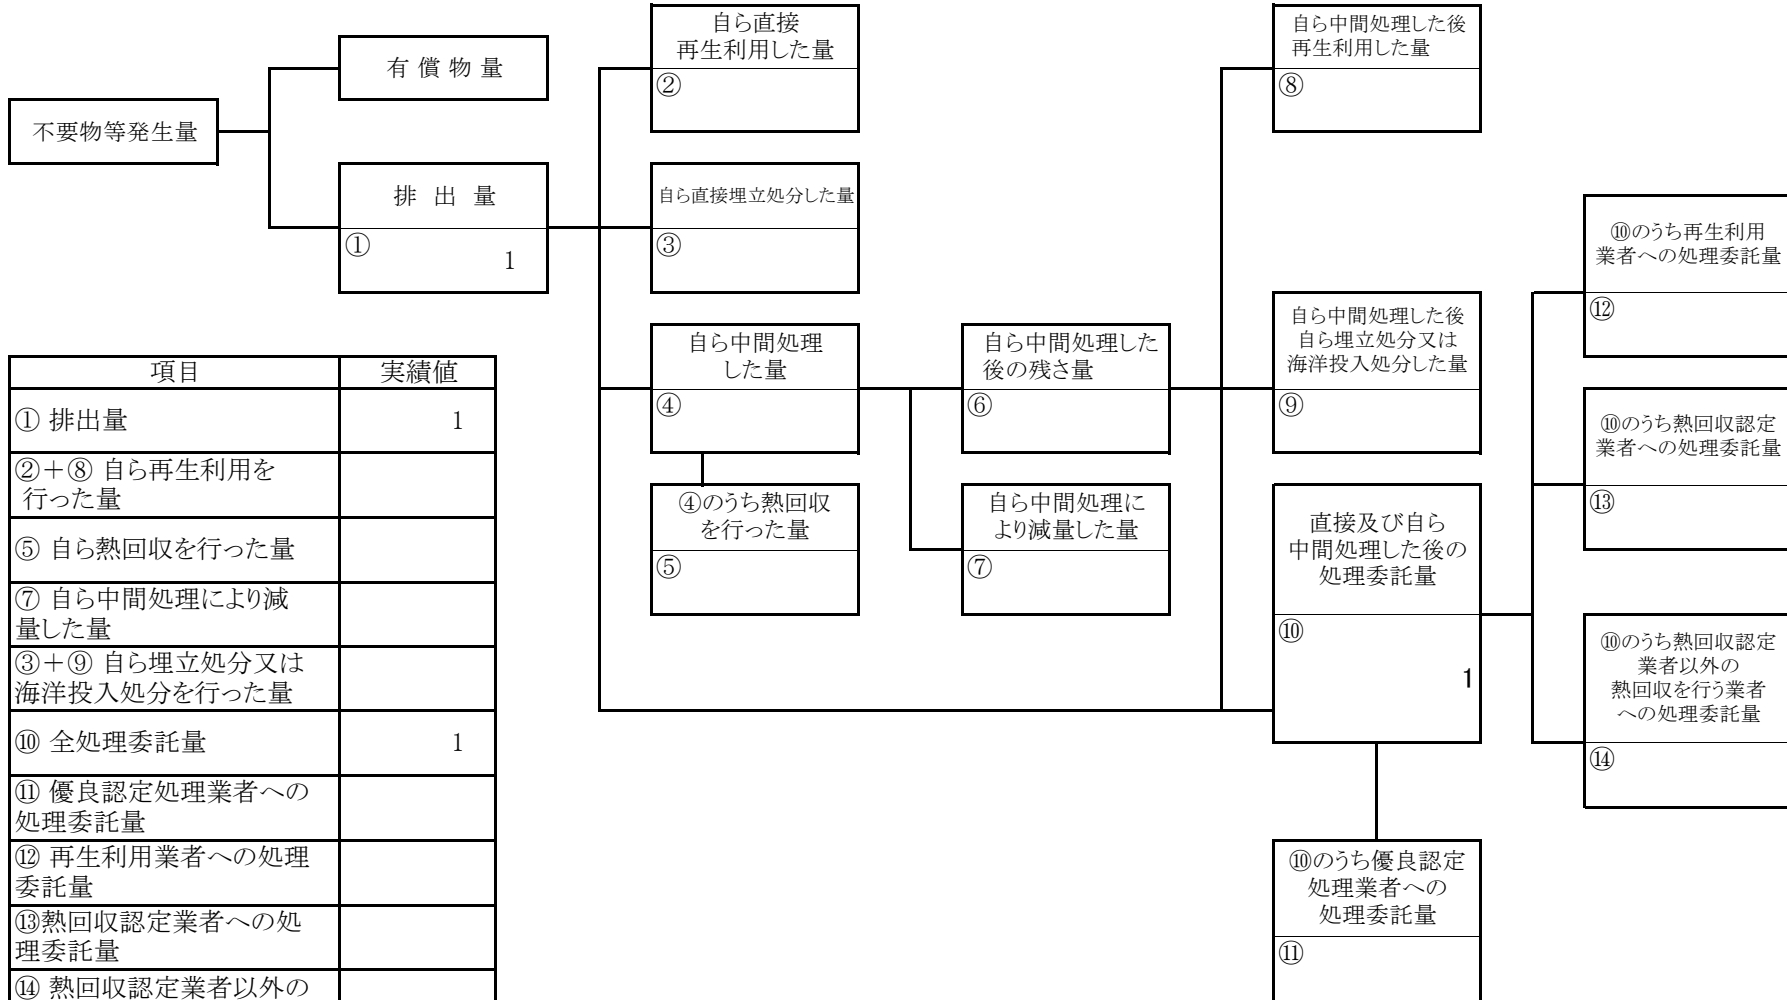 不要物等発生量
有 償 物 量
排 出 量
①
1
自ら直接
再生利用した量
②
自ら直接埋立処分した量
③
自ら中間処理
した量
④
④のうち熱回収
を行った量
⑤
自ら中間処理した
後の残さ量
⑥
自ら中間処理に
より減量した量
⑦
自ら中間処理した後
再生利用した量
⑧
自ら中間処理した後
自ら埋立処分又は
海洋投入処分した量
⑨
直接及び自ら
中間処理した後の
処理委託量
⑩
1
⑩のうち優良認定
処理業者への
処理委託量
⑪
⑩のうち再生利用
業者への処理委託量
⑫
⑩のうち熱回収認定
業者への処理委託量
⑬
⑩のうち熱回収認定
業者以外の
熱回収を行う業者
への処理委託量
⑭
項目 実績値
① 排出量 1
②+⑧ 自ら再生利用を
行った量
⑤ 自ら熱回収を行った量
⑦ 自ら中間処理により減
量した量
③+⑨ 自ら埋立処分又は
海洋投入処分を行った量
⑩ 全処理委託量 1
⑪ 優良認定処理業者への
処理委託量
⑫ 再生利用業者への処理
委託量
⑬熱回収認定業者への処
理委託量
⑭ 熱回収認定業者以外の